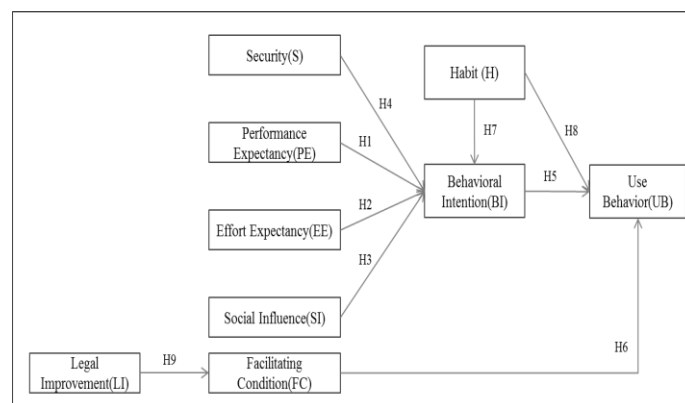 Security(S)
Habit (H)
H4
H7
H8
Performance
Expectancy(PE)
H1
Behavioral
Intention(BI)
H5
Use
Behavior(UB)
H2
Effort Expectancy(EE)
H3
Social Influence(SI)
H6
Legal
Improvement(LI)
H9
Facilitating
Condition(FC)